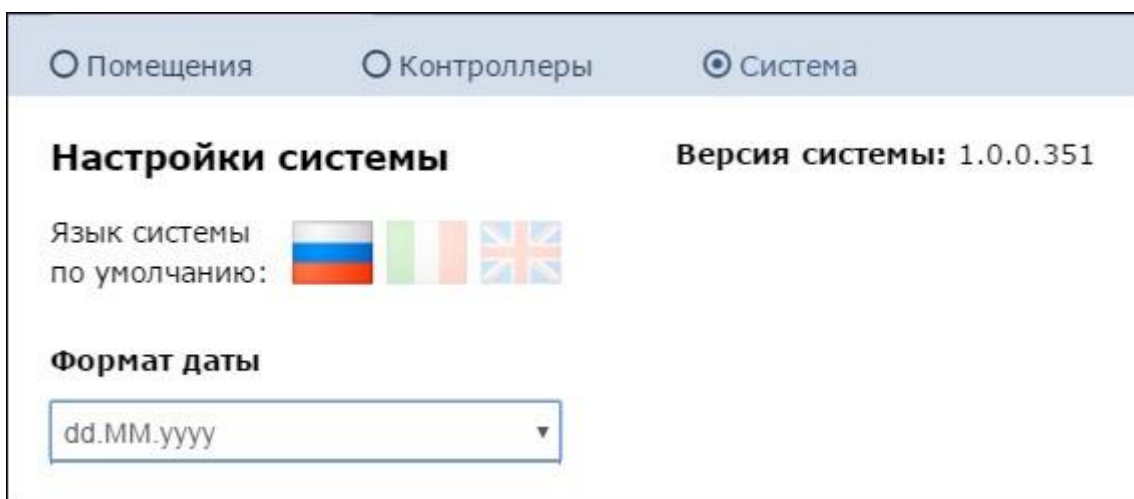 Помещения Контроллеры Система
Настройки системы Версия системы: 1.0.0.351
Язык системы
по умолчанию:
Формат даты
dd.MM.yyyy